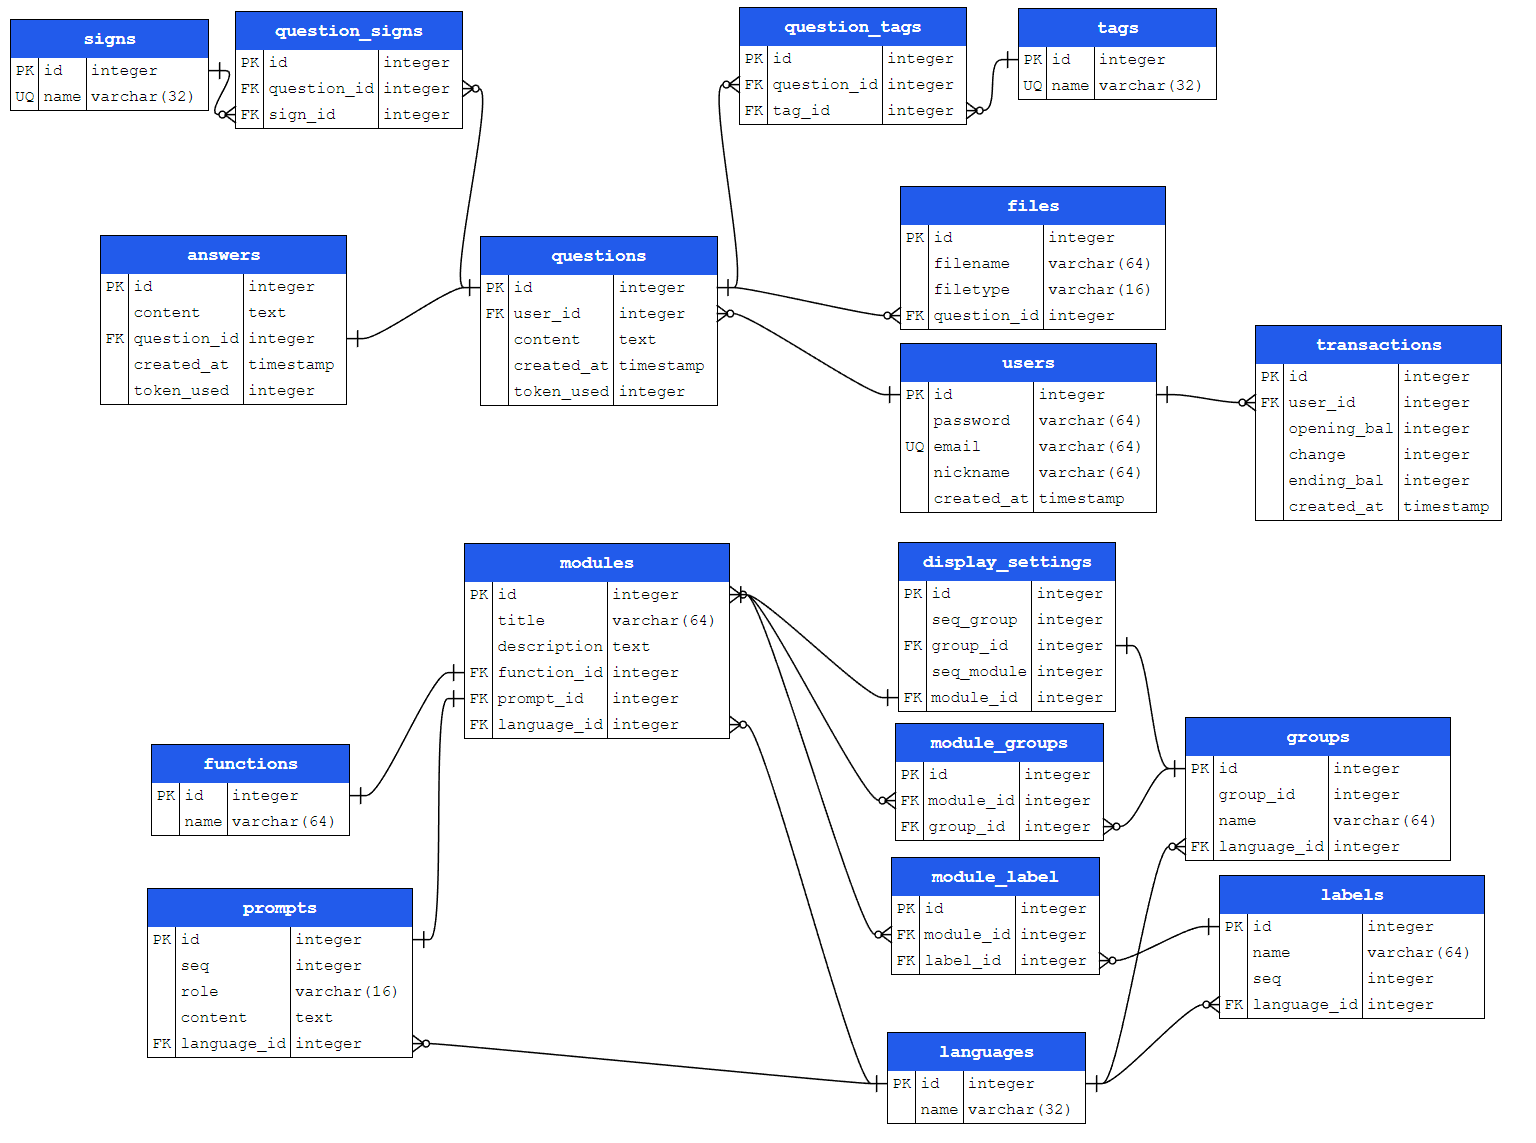 signs
PK id integer
UQ name varchar(32)
question_signs
PK id integer
FK question_id integer
FK sign_id integer
question_tags
PK id integer
FK question_id integer
FK tag_id integer
tags
PK id integer
UQ name varchar(32)
answers
PK id integer
content text
FK question_id integer
created_at timestamp
token_used integer
questions
PK id integer
FK user_id integer
content text
created_at timestamp
token_used integer
files
PK id integer
filename varchar(64)
filetype varchar(16)
FK question_id integer
users
PK id integer
password varchar(64)
UQ email varchar(64)
nickname varchar(64)
created_at timestamp
transactions
PK id integer
FK user_id integer
opening_bal integer
change integer
ending_bal integer
created_at timestamp
modules
PK id integer
title varchar(64)
description text
FK function_id integer
FK prompt_id integer
FK language_id integer
display_settings
PK id integer
seq_group integer
FK group_id integer
seq_module integer
FK module_id integer
module_groups
PK id integer
FK module_id integer
FK group_id integer
groups
PK id integer
group_id integer
name varchar(64)
FK language_id integer
functions
PK id integer
name varchar(64)
module_label
PK id integer
FK module_id integer
FK label_id integer
labels
PK id integer
name varchar(64)
seq integer
FK language_id integer
prompts
PK id integer
seq integer
role varchar(16)
content text
FK language_id integer
languages
PK id integer
name varchar(32)